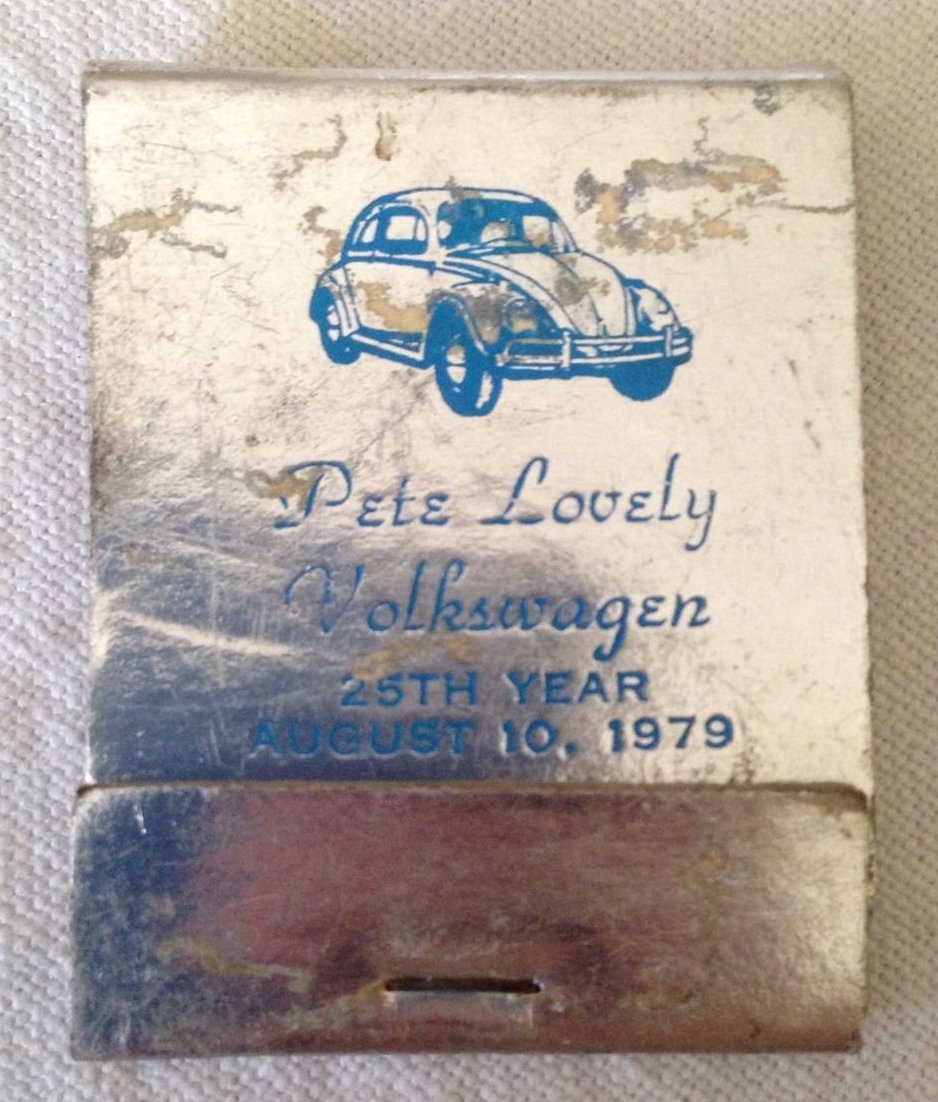 Pete Lovely
Volkswagen
25TH YEAR
AUGUST 10, 1979